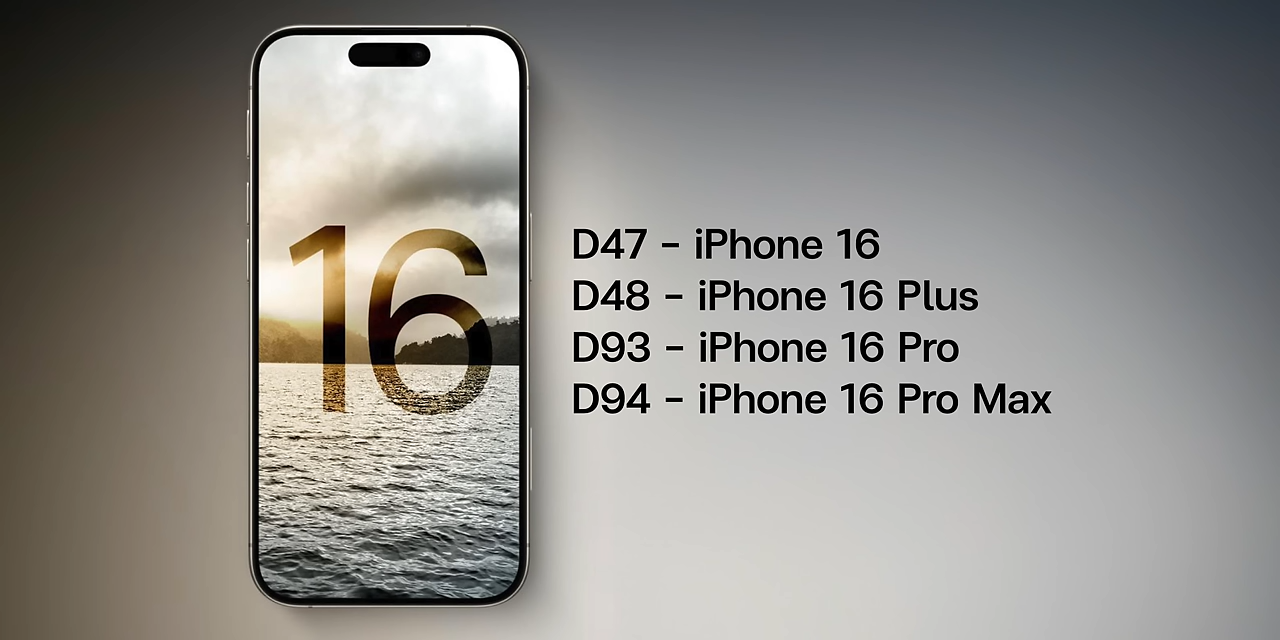 16
D47 – iPhone 16
D48 – iPhone 16 Plus
D93 – iPhone 16 Pro
D94 – iPhone 16 Pro Max